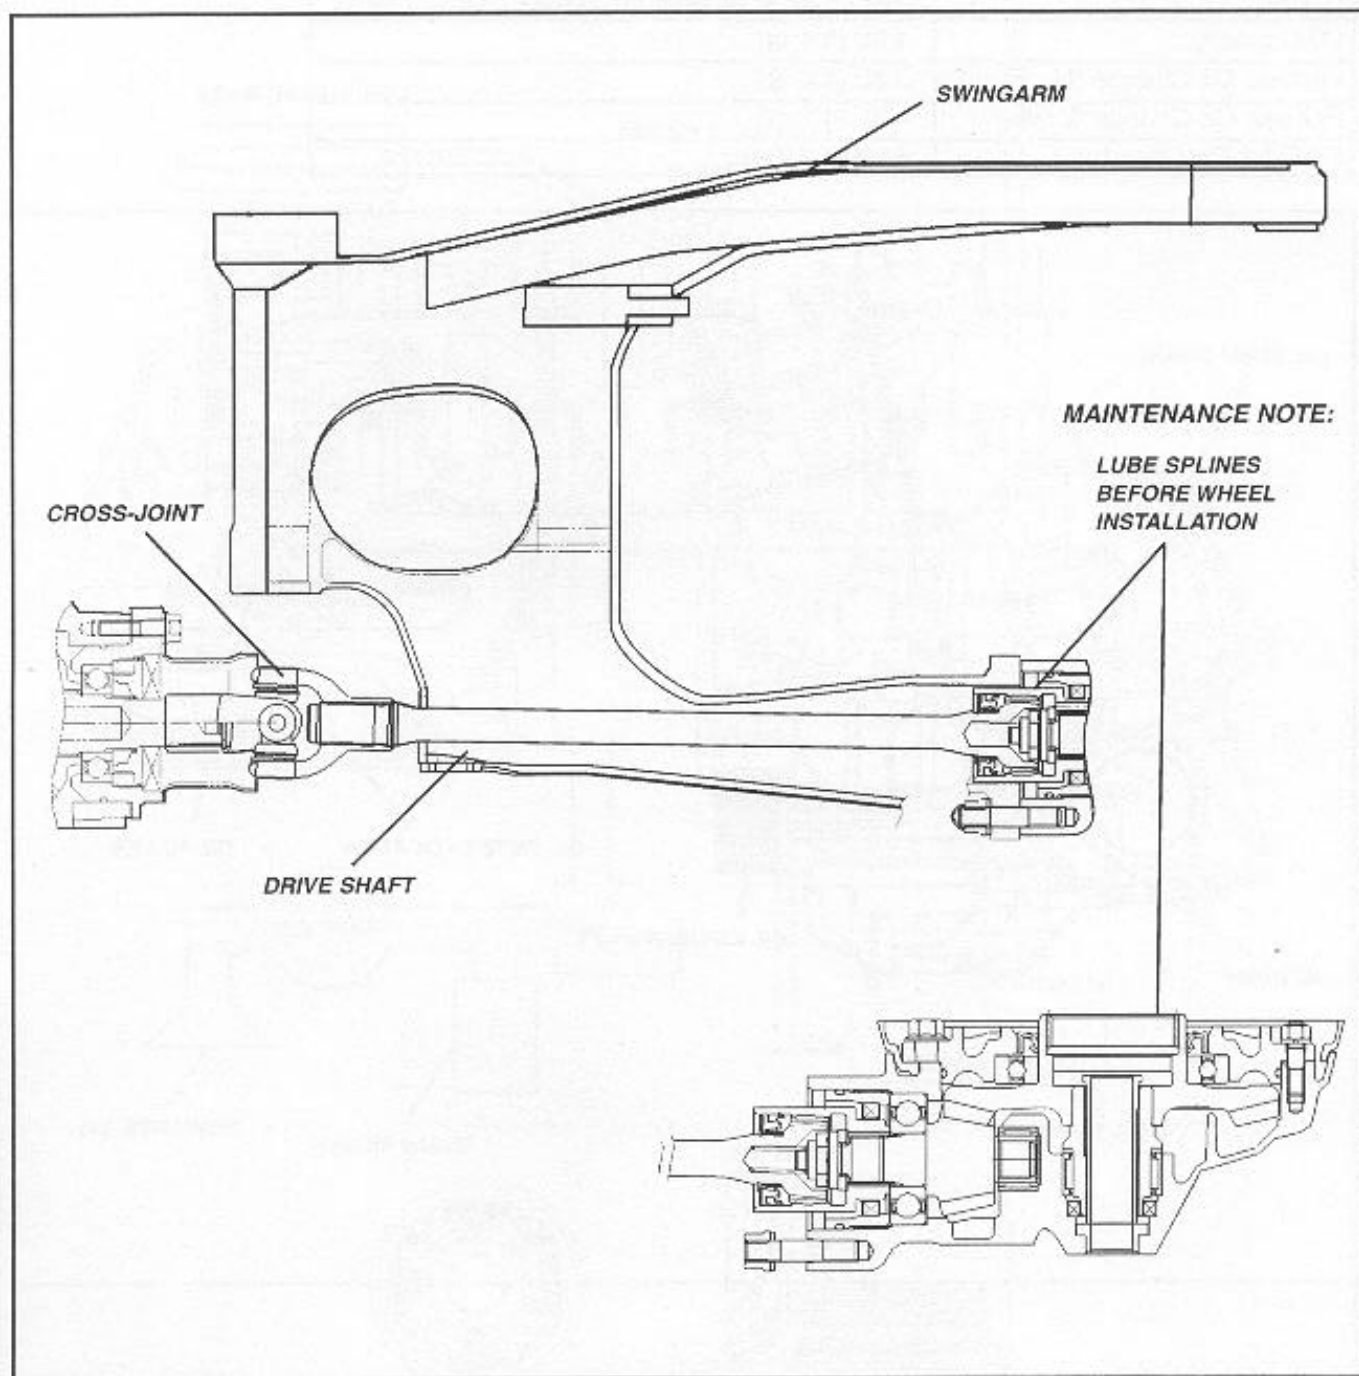 SWINGARM
MAINTENANCE NOTE:
LUBE SPLINES
BEFORE WHEEL
INSTALLATION
CROSS-JOINT
DRIVE SHAFT